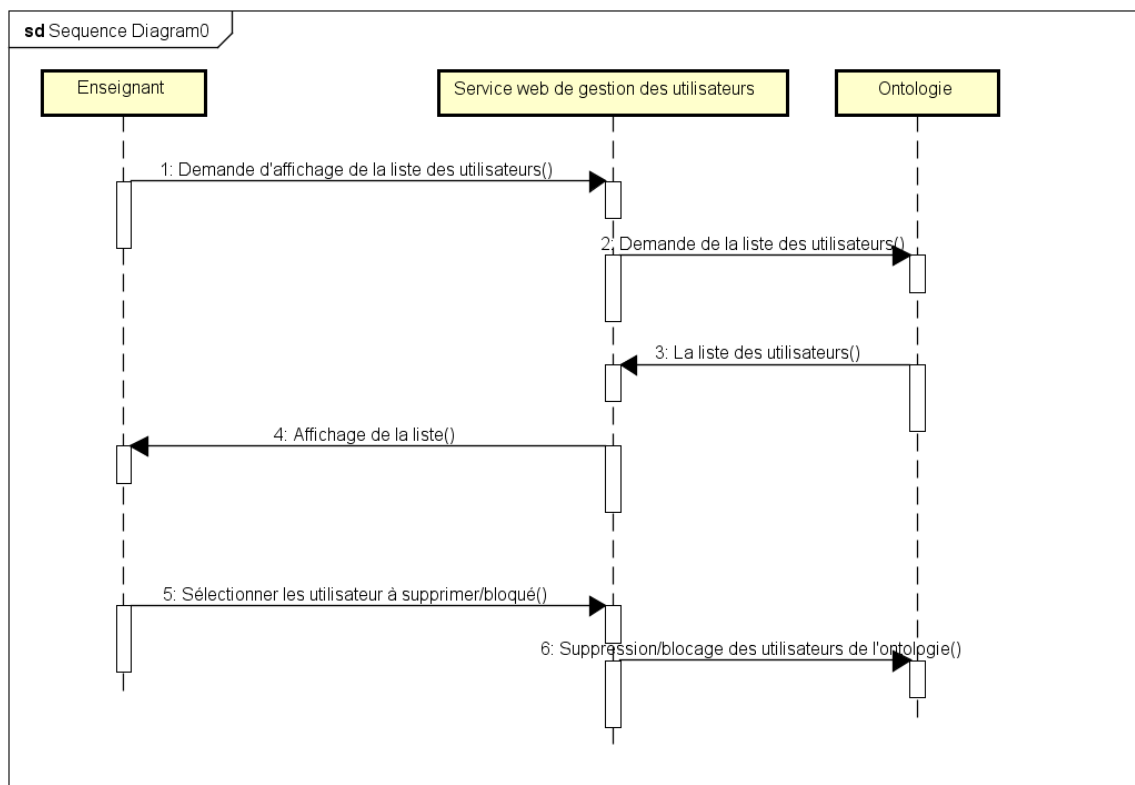 sd Sequence Diagram0
Enseignant
Service web de gestion des utilisateurs
Ontologie
1: Demande d'affichage de la liste des utilisateurs()
2: Demande de la liste des utilisateurs()
3: La liste des utilisateurs()
4: Affichage de la liste()
5: Sélectionner les utilisateur à supprimer/bloqué()
6: Suppression/blocage des utilisateurs de l'ontologie()